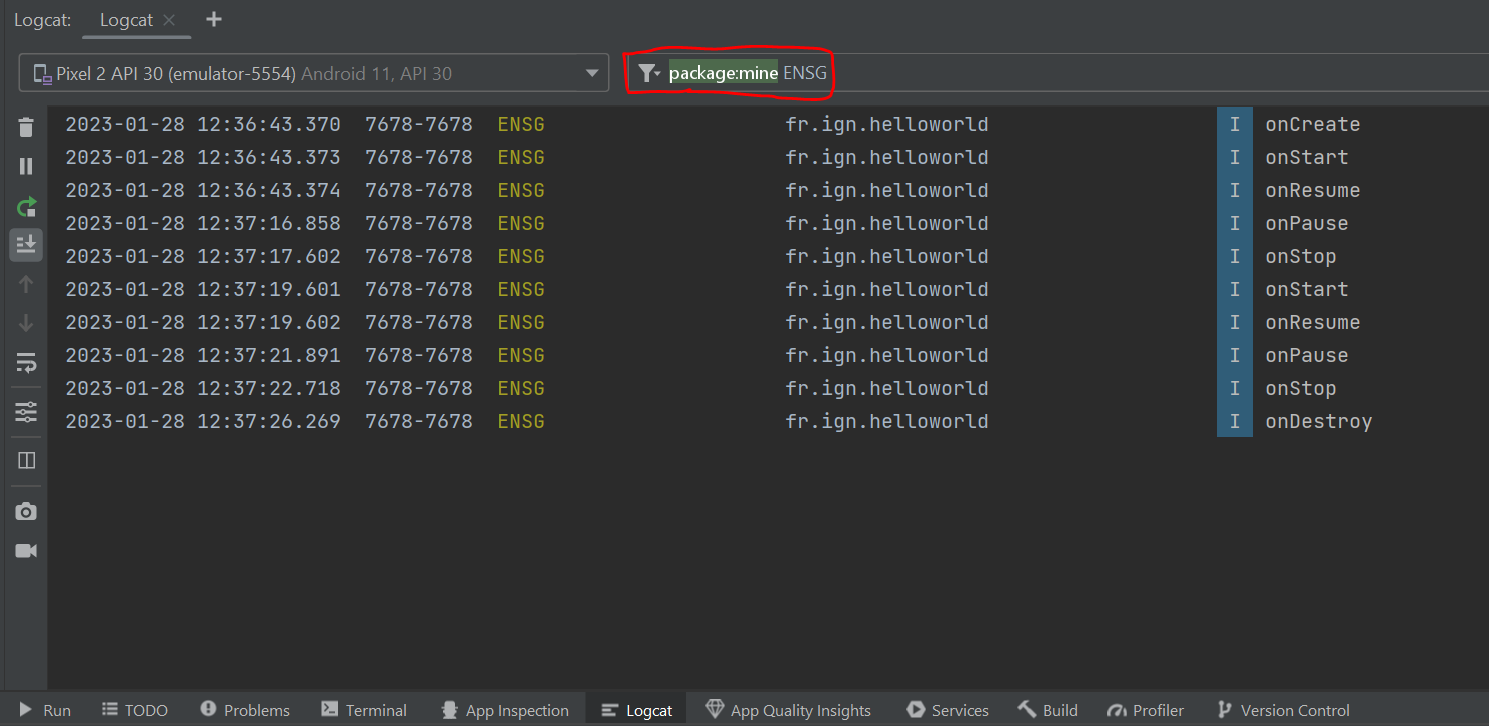 Logcat: Logcat
Pixel 2 API 30 (emulator-5554) Android 11, API 30 package:mine ENSG
2023-01-28 12:36:43.370 7678-7678 ENSG fr.ign.helloworld I onCreate
2023-01-28 12:36:43.373 7678-7678 ENSG fr.ign.helloworld I onStart
2023-01-28 12:36:43.374 7678-7678 ENSG fr.ign.helloworld I onResume
2023-01-28 12:37:16.858 7678-7678 ENSG fr.ign.helloworld I onPause
2023-01-28 12:37:17.602 7678-7678 ENSG fr.ign.helloworld I onStop
2023-01-28 12:37:19.601 7678-7678 ENSG fr.ign.helloworld I onStart
2023-01-28 12:37:19.602 7678-7678 ENSG fr.ign.helloworld I onResume
2023-01-28 12:37:21.891 7678-7678 ENSG fr.ign.helloworld I onPause
2023-01-28 12:37:22.718 7678-7678 ENSG fr.ign.helloworld I onStop
2023-01-28 12:37:26.269 7678-7678 ENSG fr.ign.helloworld I onDestroy
Run TODO Problems Terminal App Inspection Logcat App Quality Insights Services Build Profiler Version Control